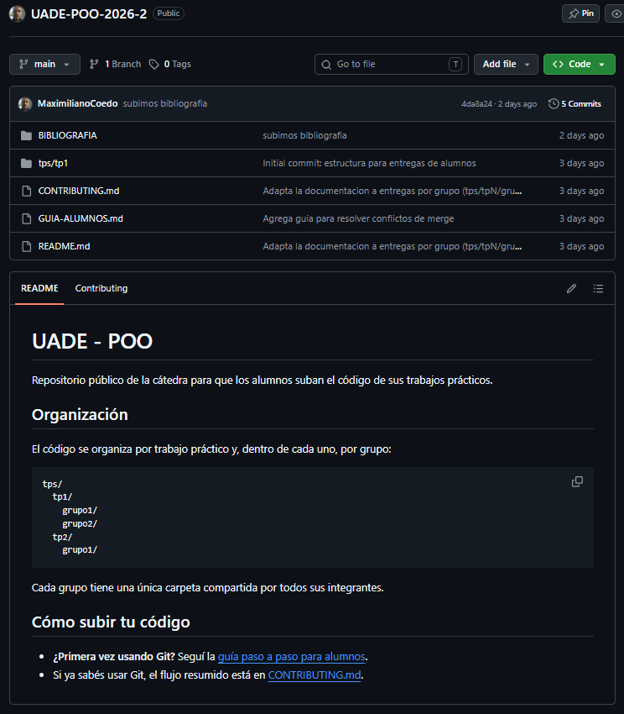 UADE-POO-2026-2 Public Pin
main 1 Branch 0 Tags Go to file T Add file Code
MaximilianoCoedo subimos bibliografia 4da8a24 · 2 days ago 5 Commits
BIBLIOGRAFIA subimos bibliografia 2 days ago
tps/tp1 Initial commit: estructura para entregas de alumnos 3 days ago
CONTRIBUTING.md Adapta la documentacion a entregas por grupo (tps/tpN/gru... 3 days ago
GUIA-ALUMNOS.md Agrega guia para resolver conflictos de merge 3 days ago
README.md Adapta la documentacion a entregas por grupo (tps/tpN/gru... 3 days ago
README Contributing
UADE - POO
Repositorio público de la cátedra para que los alumnos suban el código de sus trabajos prácticos.
Organización
El código se organiza por trabajo práctico y, dentro de cada uno, por grupo:
tps/
tp1/
grupo1/
grupo2/
tp2/
grupo1/
Cada grupo tiene una única carpeta compartida por todos sus integrantes.
Cómo subir tu código
• ¿Primera vez usando Git? Seguí la guía paso a paso para alumnos.
• Si ya sabés usar Git, el flujo resumido está en CONTRIBUTING.md.